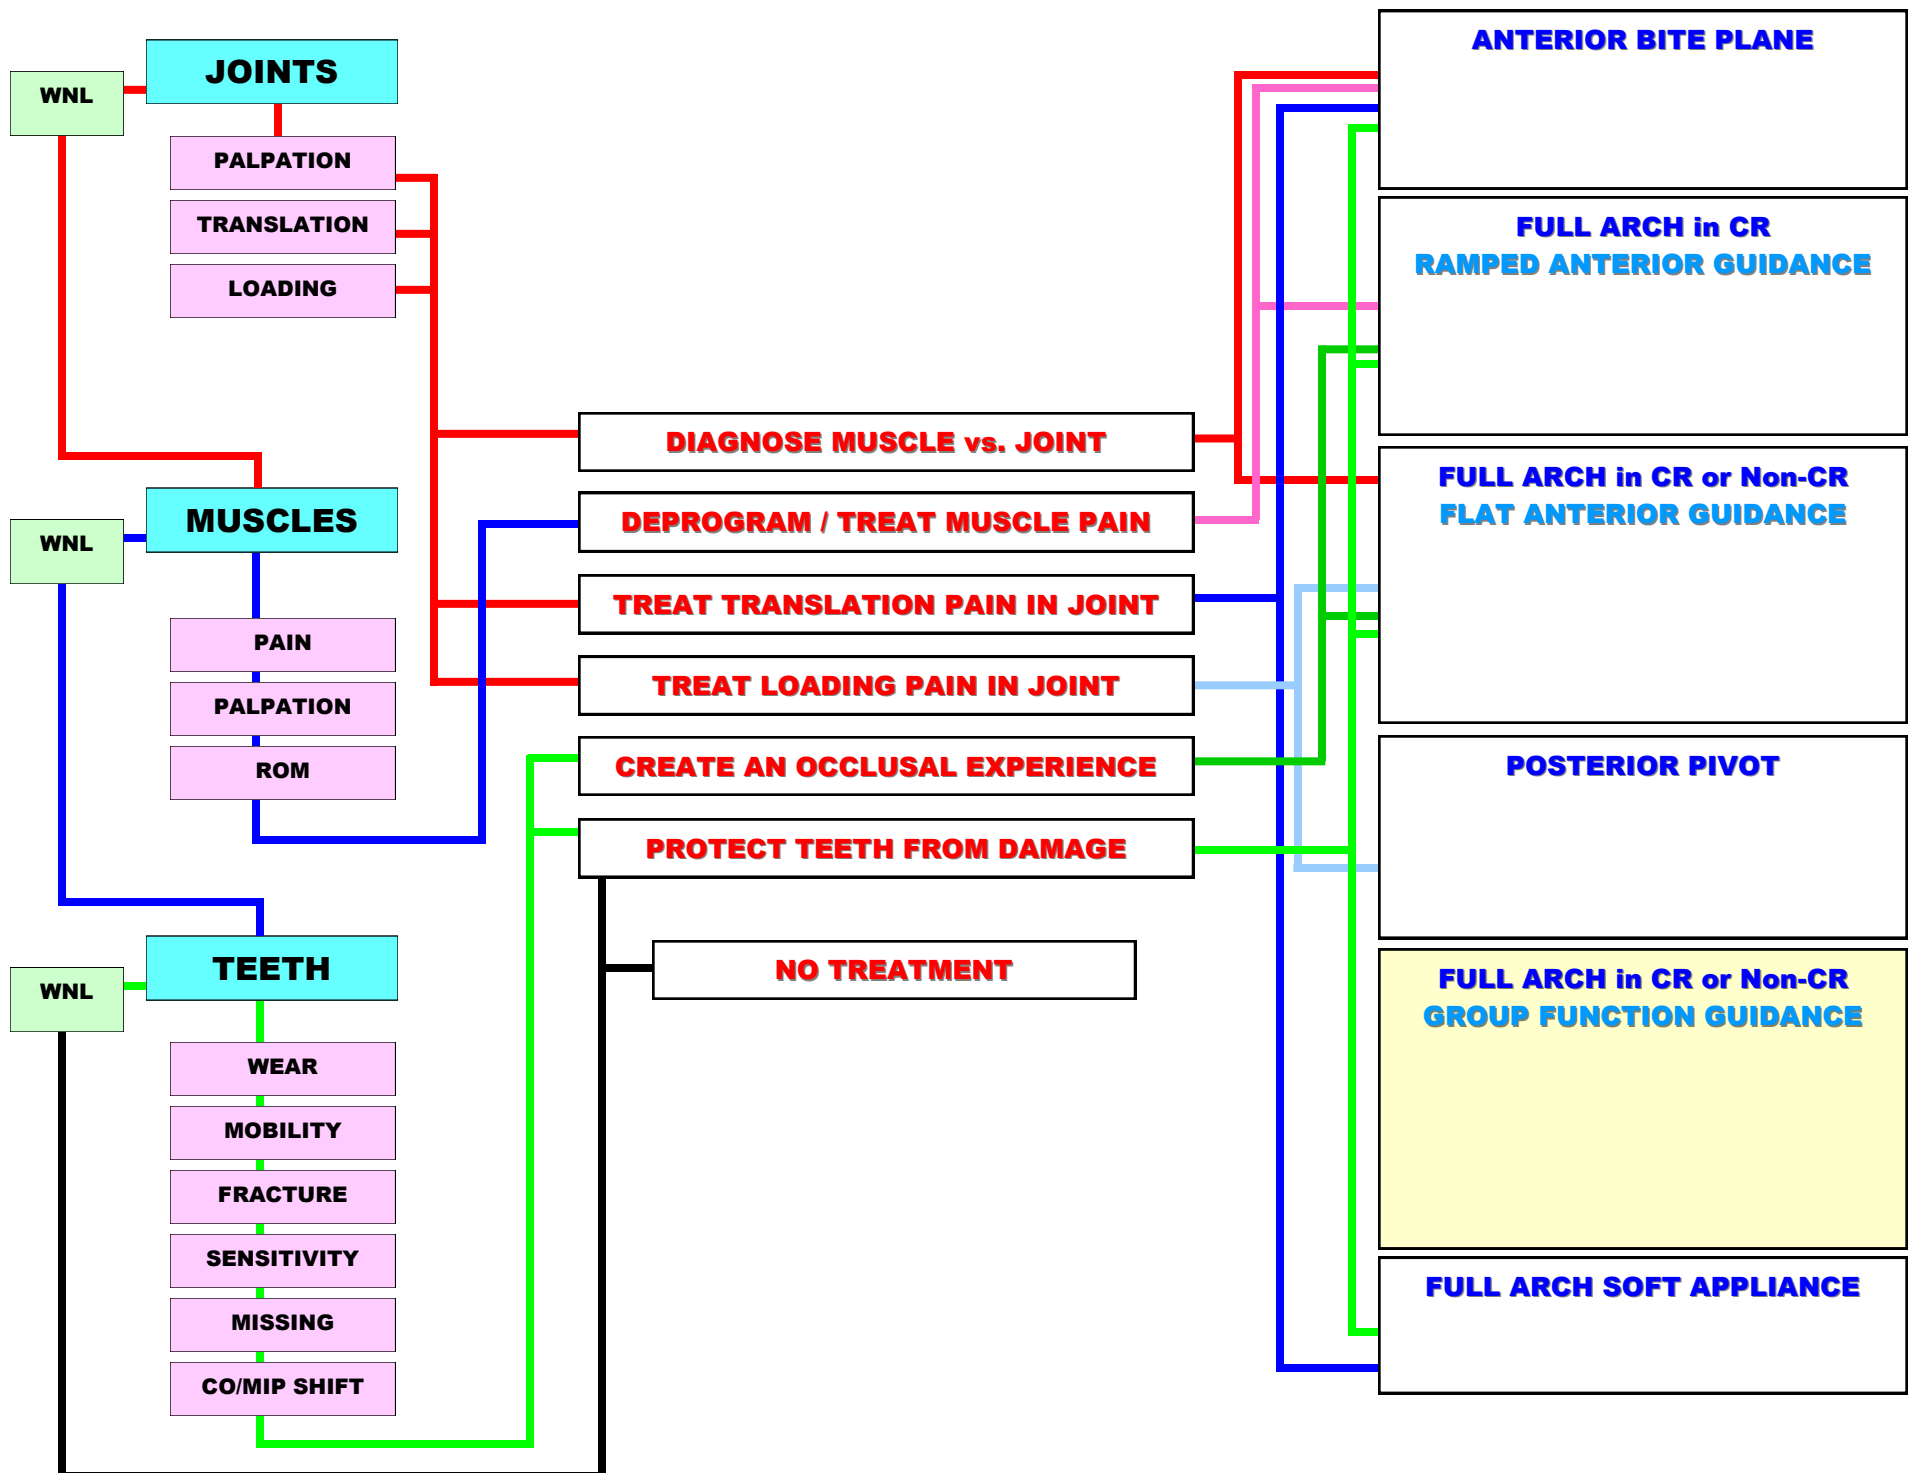 JOINTS
WNL
PALPATION
TRANSLATION
LOADING
MUSCLES
WNL
PAIN
PALPATION
ROM
TEETH
WNL
WEAR
MOBILITY
FRACTURE
SENSITIVITY
MISSING
CO/MIP SHIFT
DIAGNOSE MUSCLE vs. JOINT
DEPROGRAM / TREAT MUSCLE PAIN
TREAT TRANSLATION PAIN IN JOINT
TREAT LOADING PAIN IN JOINT
CREATE AN OCCLUSAL EXPERIENCE
PROTECT TEETH FROM DAMAGE
NO TREATMENT
ANTERIOR BITE PLANE
FULL ARCH in CR
RAMPED ANTERIOR GUIDANCE
FULL ARCH in CR or Non-CR
FLAT ANTERIOR GUIDANCE
POSTERIOR PIVOT
FULL ARCH in CR or Non-CR
GROUP FUNCTION GUIDANCE
FULL ARCH SOFT APPLIANCE